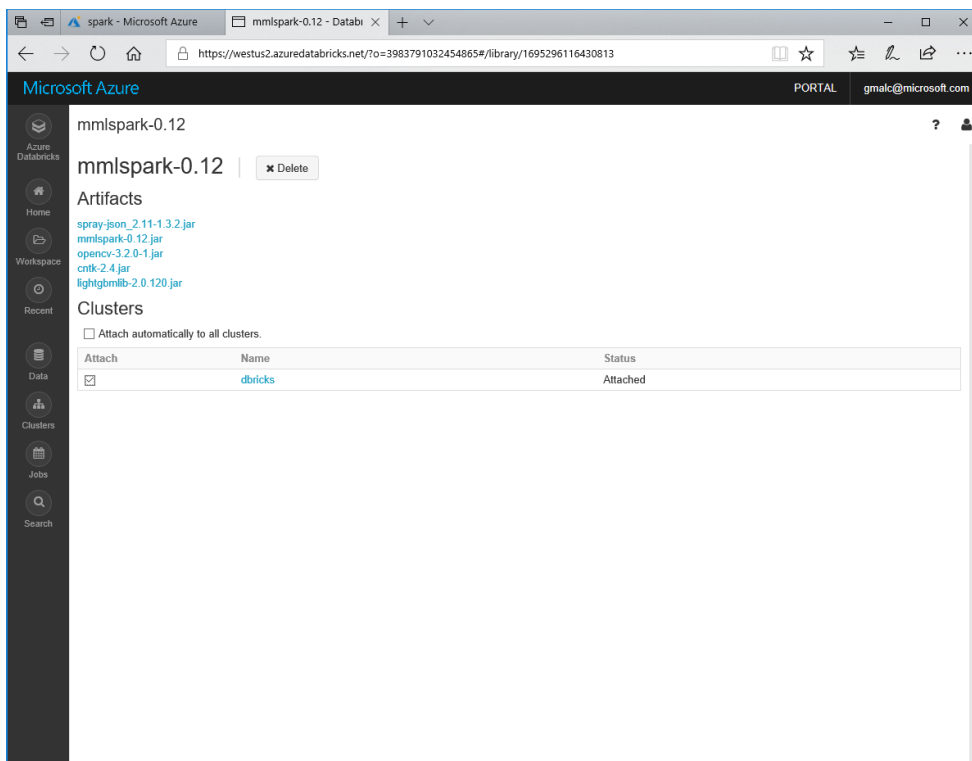 spark - Microsoft Azure
mmlspark-0.12 - Databi
https://westus2.azuredatabricks.net/?o=3983791032454865#/library/1695296116430813
Microsoft Azure
PORTAL
gmalc@microsoft.com
mmlspark-0.12
?
Azure
Databricks
Home
Workspace
Recent
Data
Clusters
Jobs
Search
mmlspark-0.12
Delete
Artifacts
spray-json_2.11-1.3.2.jar
mmlspark-0.12.jar
opencv-3.2.0-1.jar
cntk-2.4.jar
lightgbmlib-2.0.120.jar
Clusters
Attach automatically to all clusters.
Attach Name Status
dbricks Attached